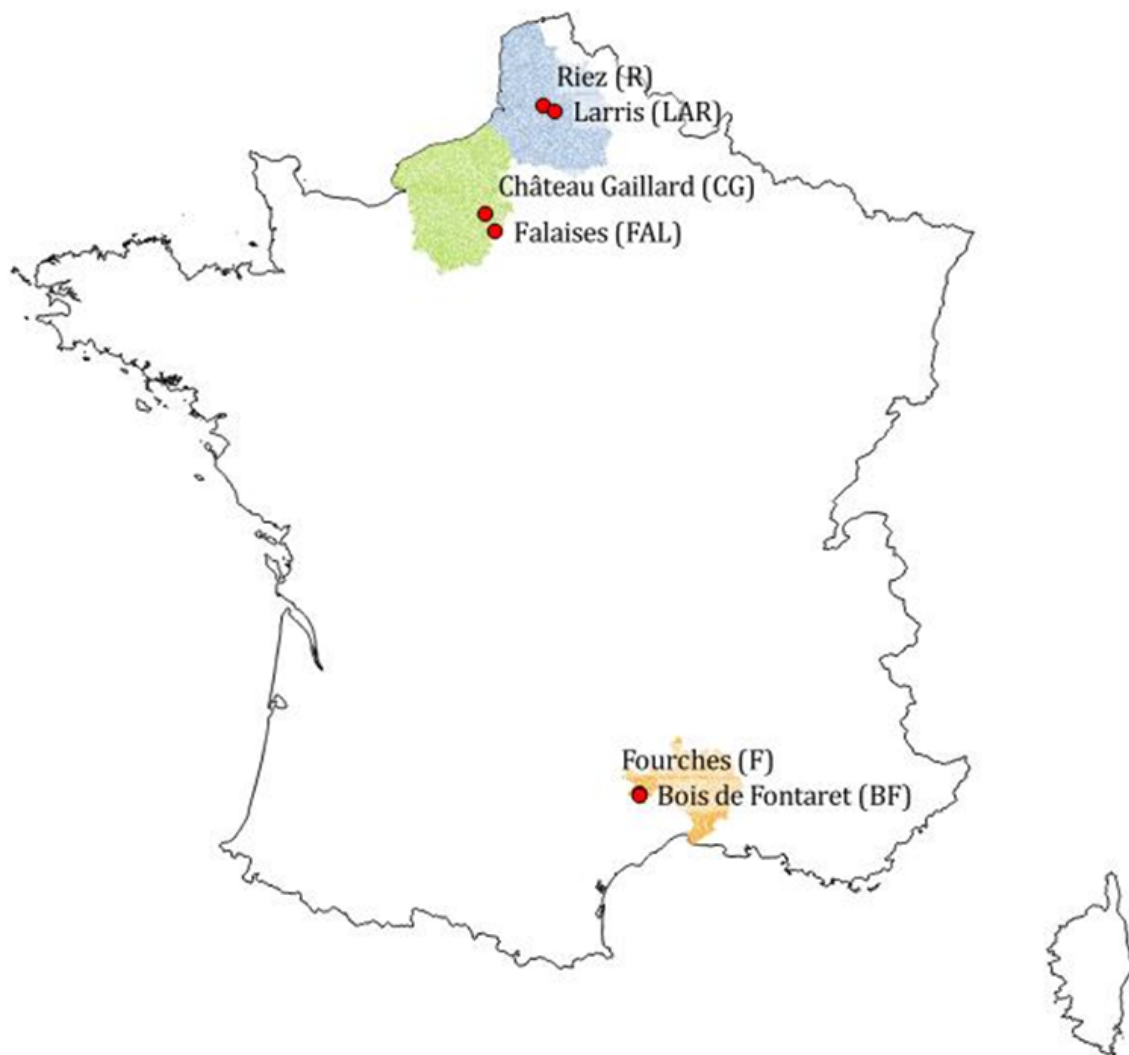 Riez (R)
Larris (LAR)
Château Gaillard (CG)
Falaises (FAL)
Fourches (F)
Bois de Fontaret (BF)